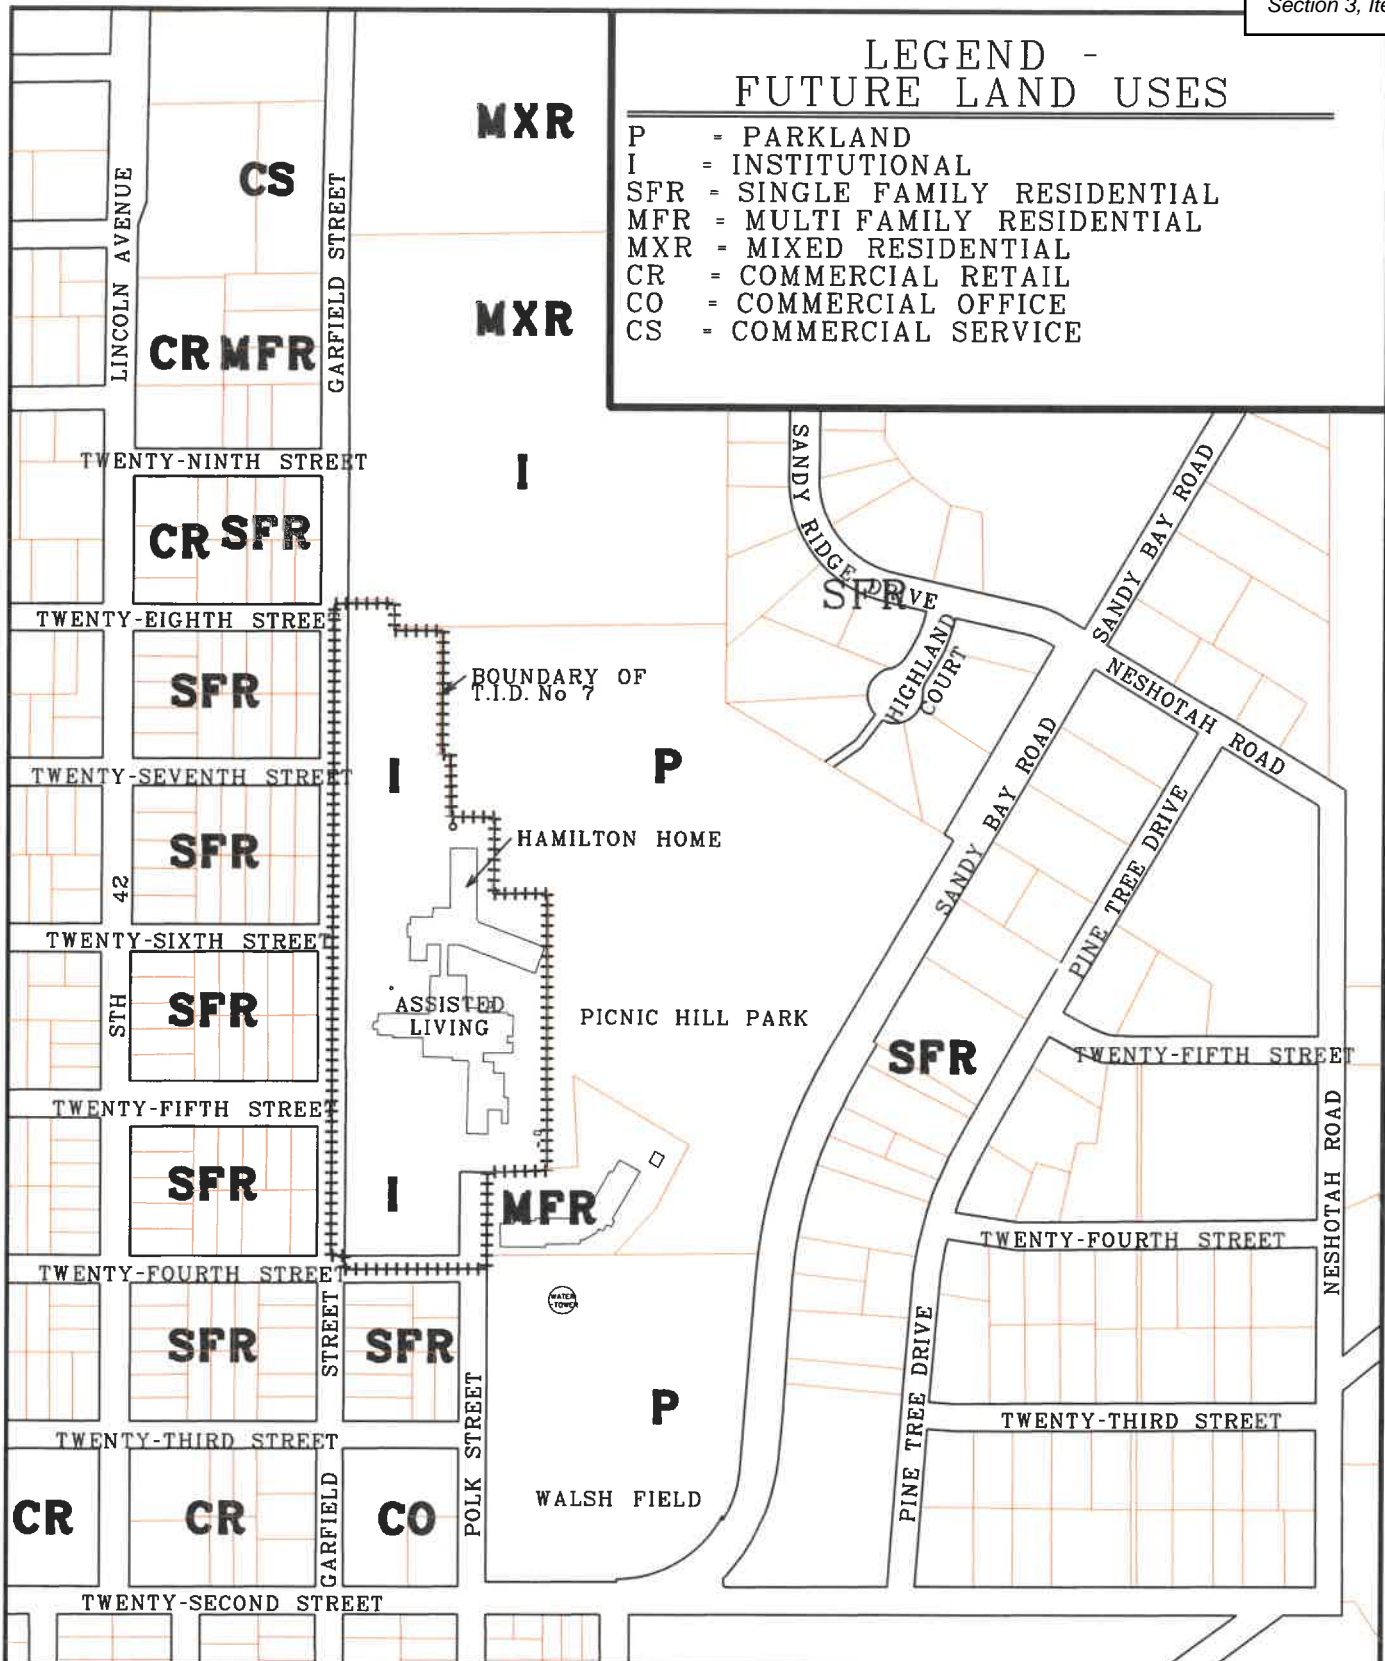 Section 3, Ite
LEGEND -
FUTURE LAND USES
P = PARKLAND
I = INSTITUTIONAL
SFR = SINGLE FAMILY RESIDENTIAL
MFR = MULTI FAMILY RESIDENTIAL
MXR = MIXED RESIDENTIAL
CR = COMMERCIAL RETAIL
CO = COMMERCIAL OFFICE
CS = COMMERCIAL SERVICE
MXR
CS
LINCOLN AVENUE
GARFIELD STREET
MXR
CR MFR
TWENTY-NINTH STREET
I
CR SFR
SANDY RIDGE DRIVE
SFR
SANDY BAY ROAD
TWENTY-EIGHTH STREE
HIGHLAND
COURT
NESHOTAH ROAD
SFR
BOUNDARY OF
T.I.D. No 7
TWENTY-SEVENTH STREET
I
P
SANDY BAY ROAD
PINE TREE DRIVE
SFR
HAMILTON HOME
42
TWENTY-SIXTH STREET
STH
SFR
ASSISTED
LIVING
PICNIC HILL PARK
SFR
TWENTY-FIFTH STREET
TWENTY-FIFTH STREET
NESHOTAH ROAD
SFR
I
MFR
TWENTY-FOURTH STREET
TWENTY-FOURTH STREET
WATER
TOWER
SFR
STREET
SFR
PINE TREE DRIVE
P
POLK STREET
TWENTY-THIRD STREET
TWENTY-THIRD STREET
CR
CR
GARFIELD
CO
WALSH FIELD
TWENTY-SECOND STREET